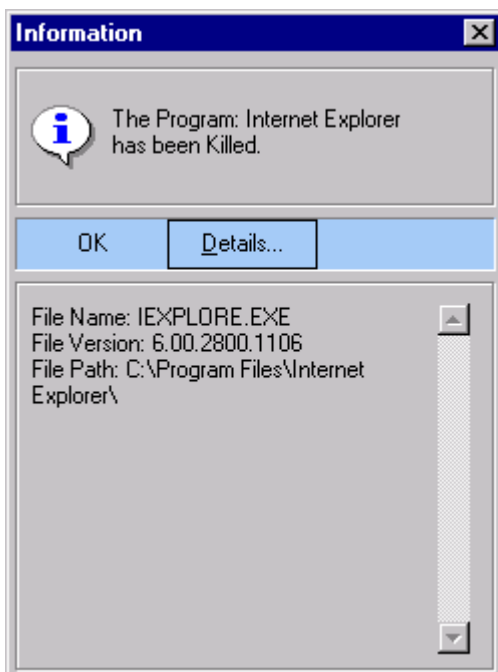 Information
The Program: Internet Explorer
has been Killed.
OK Details...
File Name: IEXPLORE.EXE
File Version: 6.00.2800.1106
File Path: C:\Program Files\Internet
Explorer\